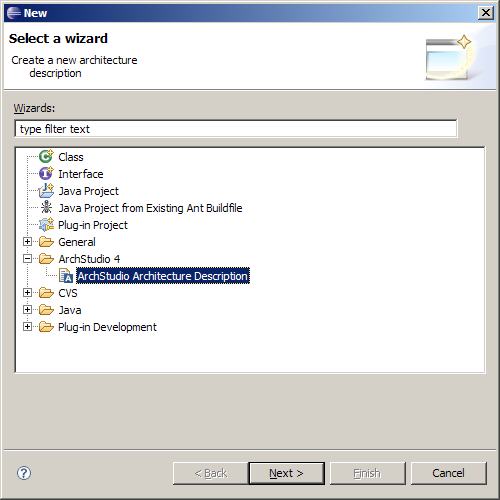 New
Select a wizard
Create a new architecture
description
Wizards:
type filter text
Class
Interface
Java Project
Java Project from Existing Ant Buildfile
Plug-in Project
General
ArchStudio 4
ArchStudio Architecture Description
CVS
Java
Plug-in Development
? < Back Next > Finish Cancel